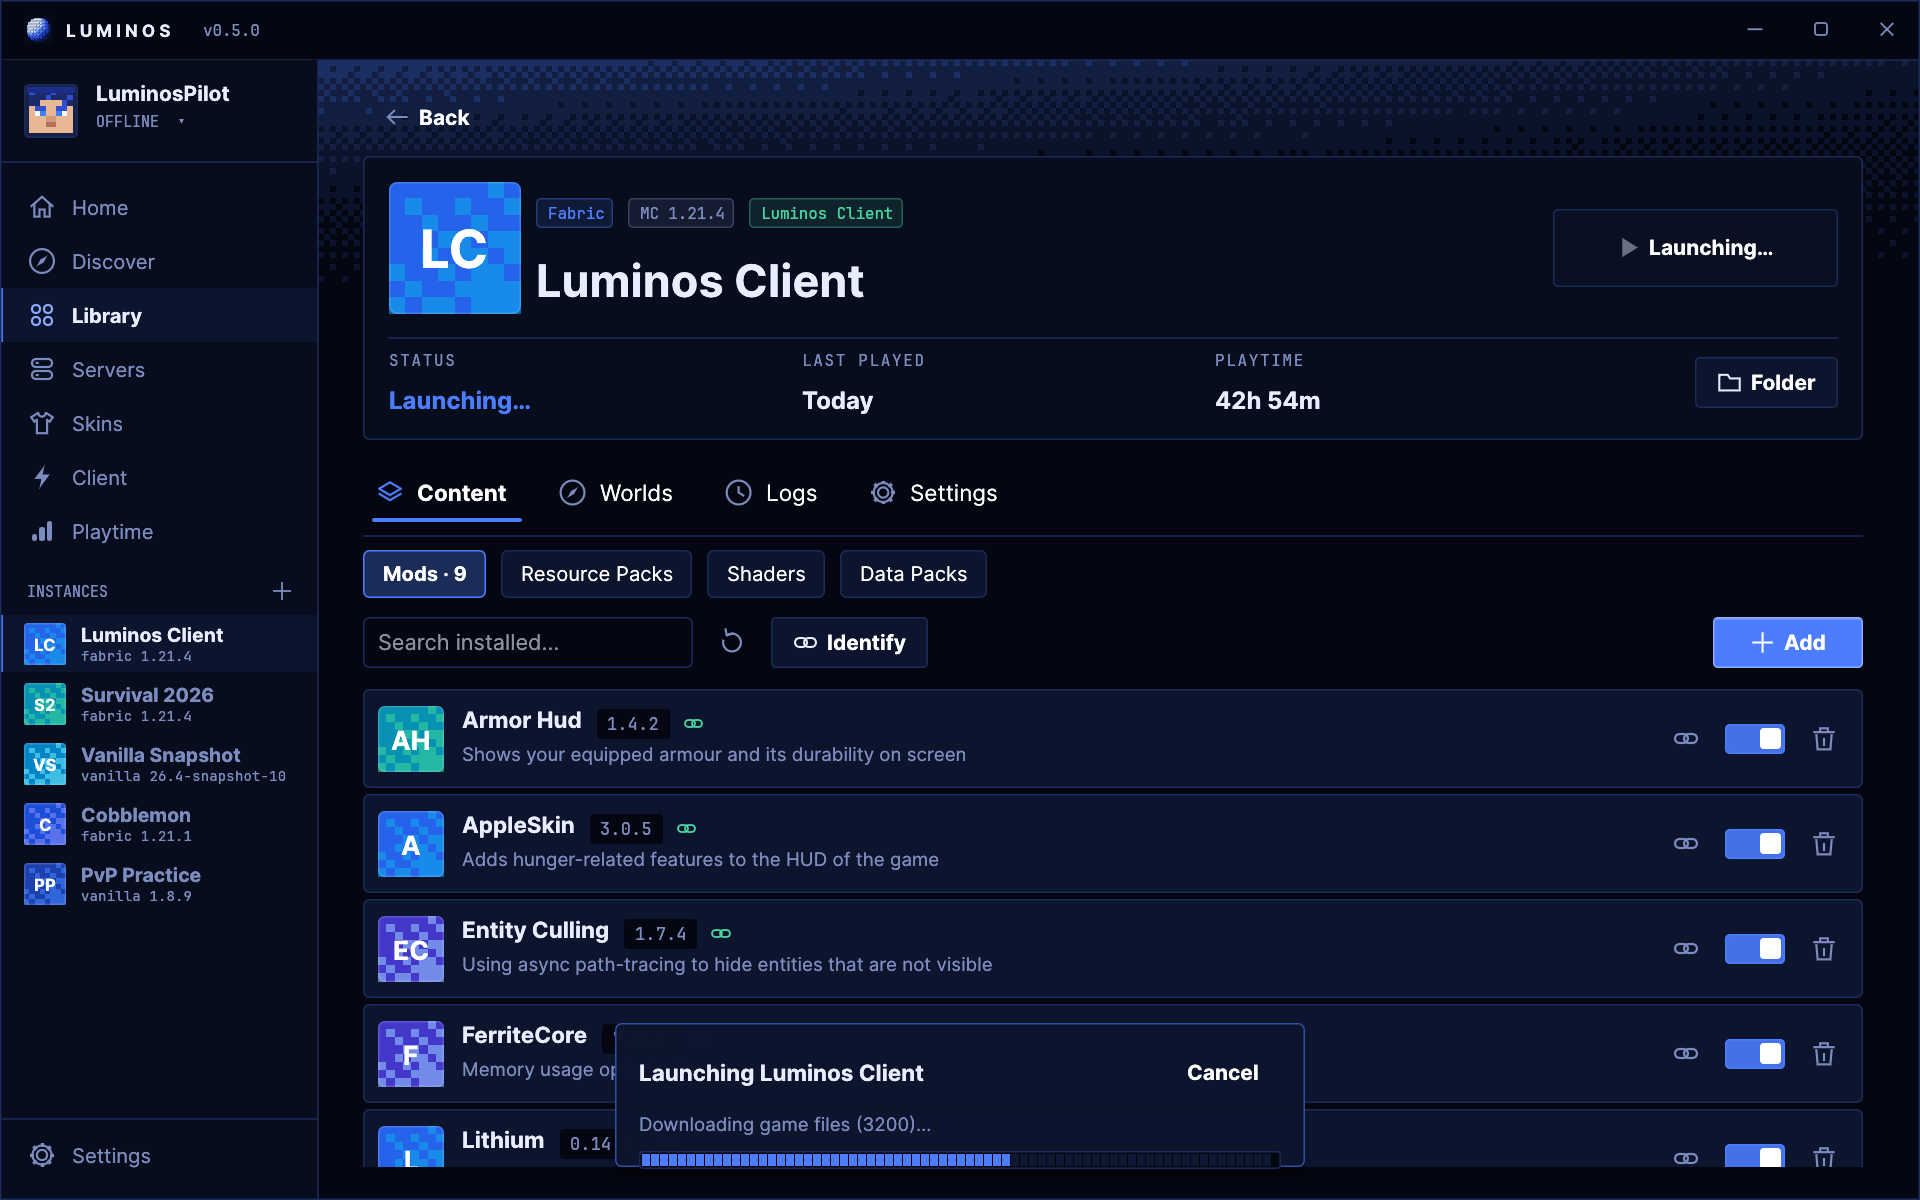 LUMINOS v0.5.0
LuminosPilot
OFFLINE
Home
Discover
Library
Servers
Skins
Client
Playtime
INSTANCES
LC Luminos Client
fabric 1.21.4
S2 Survival 2026
fabric 1.21.4
VS Vanilla Snapshot
vanilla 26.4-snapshot-10
C Cobblemon
fabric 1.21.1
PP PvP Practice
vanilla 1.8.9
Settings
Back
LC
Fabric MC 1.21.4 Luminos Client
Luminos Client
Launching...
STATUS LAST PLAYED PLAYTIME
Launching... Today 42h 54m
Folder
Content Worlds Logs Settings
Mods · 9 Resource Packs Shaders Data Packs
Search installed... Identify Add
AH Armor Hud 1.4.2
Shows your equipped armour and its durability on screen
A AppleSkin 3.0.5
Adds hunger-related features to the HUD of the game
EC Entity Culling 1.7.4
Using async path-tracing to hide entities that are not visible
F FerriteCore
Memory usage
L Lithium 0.14
Launching Luminos Client Cancel
Downloading game files (3200)...